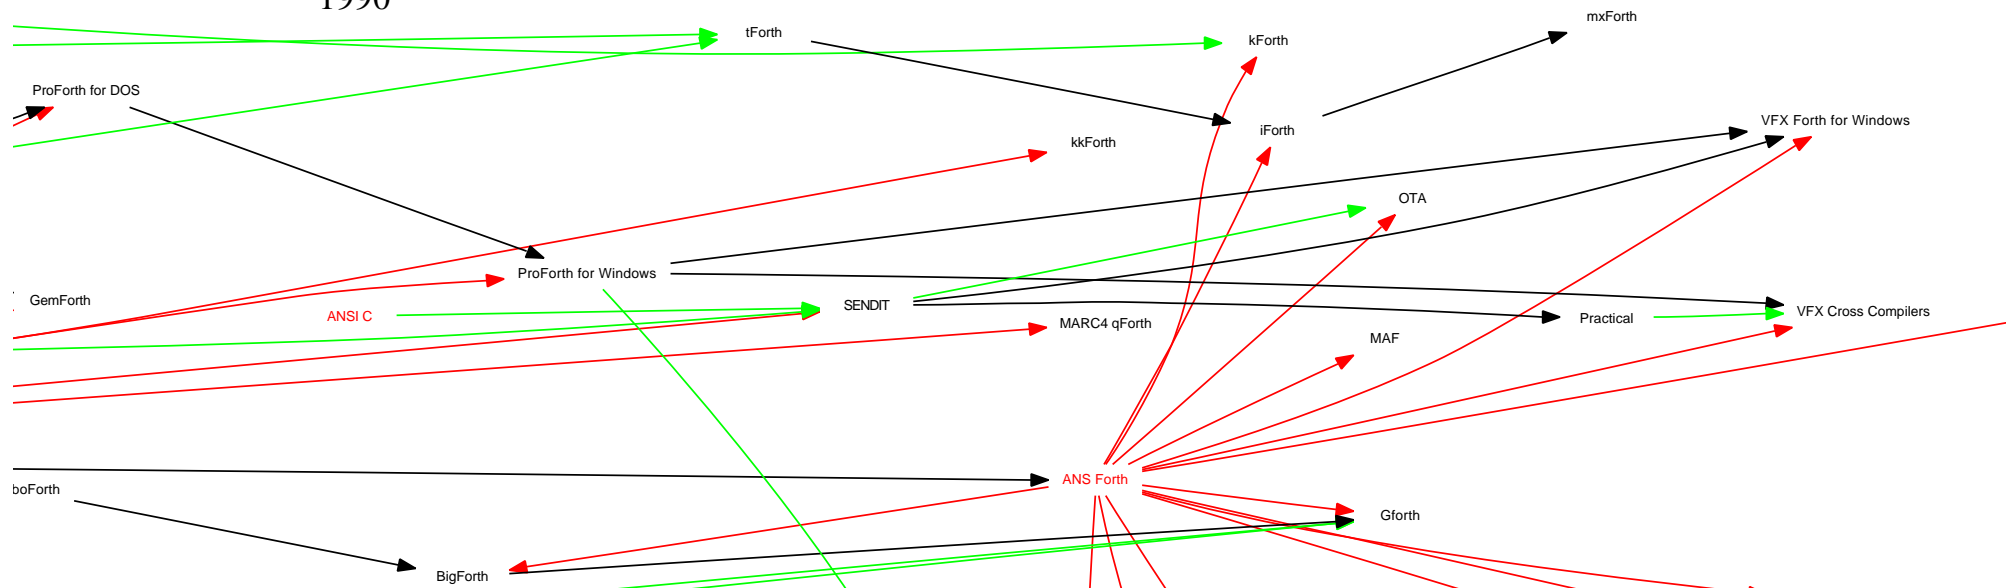 1990
mxForth
tForth
kForth
ProForth for DOS
VFX Forth for Windows
iForth
kkForth
OTA
ProForth for Windows
GemForth
SENDIT
VFX Cross Compilers
ANSI C
Practical
MARC4 qForth
MAF
ANS Forth
boForth
Gforth
BigForth